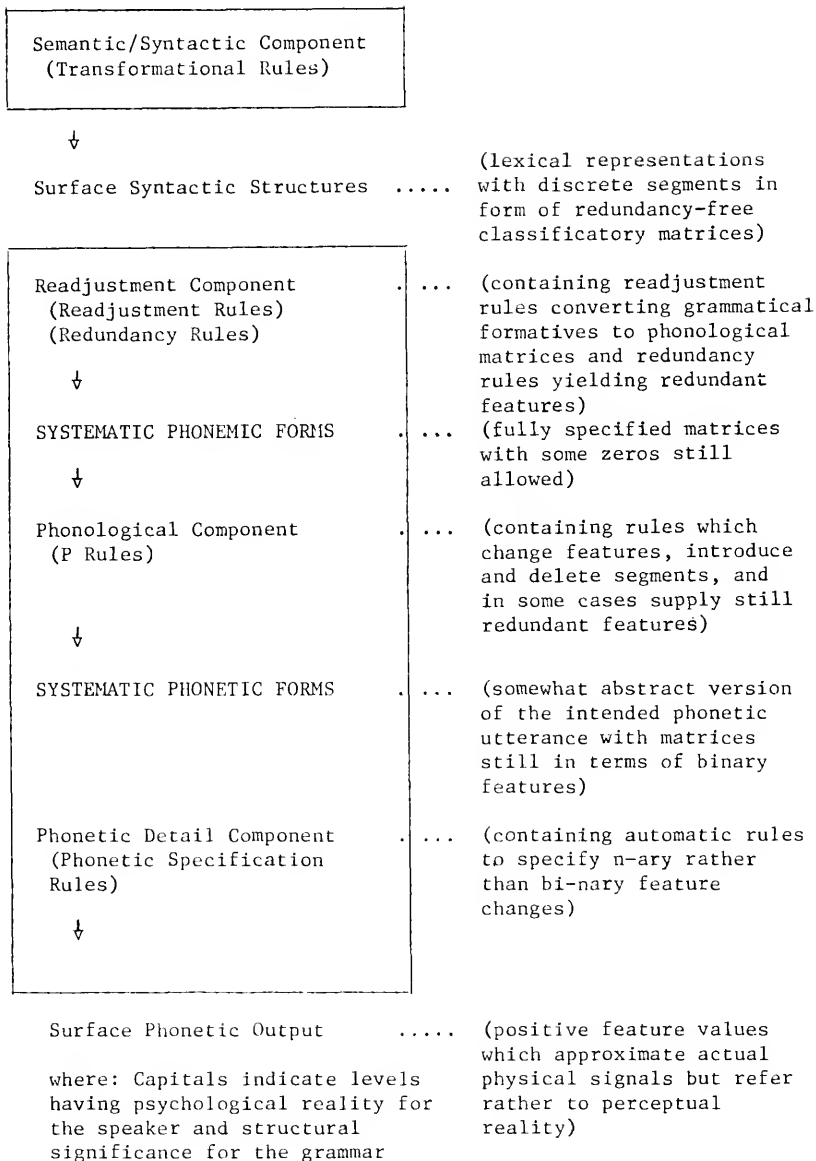 Semantic/Syntactic Component
(Transformational Rules)
Surface Syntactic Structures ..... (lexical representations
with discrete segments in
form of redundancy-free
classificatory matrices)
Readjustment Component . ... (containing readjustment
(Readjustment Rules) rules converting grammatical
(Redundancy Rules) formatives to phonological
matrices and redundancy
rules yielding redundant
features)
SYSTEMATIC PHONEMIC FORMS . ... (fully specified matrices
with some zeros still
allowed)
Phonological Component . ... (containing rules which
(P Rules) change features, introduce
and delete segments, and
in some cases supply still
redundant features)
SYSTEMATIC PHONETIC FORMS . ... (somewhat abstract version
of the intended phonetic
utterance with matrices
still in terms of binary
features)
Phonetic Detail Component . ... (containing automatic rules
(Phonetic Specification to specify n-ary rather
Rules) than bi-nary feature
changes)
Surface Phonetic Output ..... (positive feature values
which approximate actual
where: Capitals indicate levels physical signals but refer
having psychological reality for rather to perceptual
the speaker and structural reality)
significance for the grammar